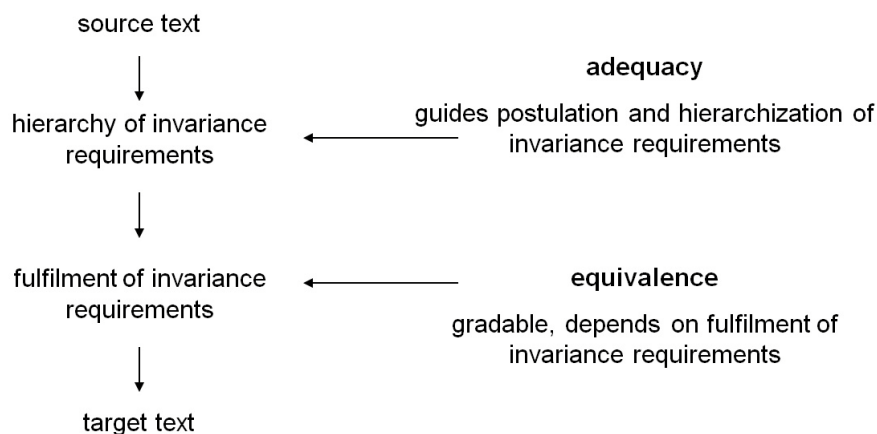 source text
adequacy
hierarchy of invariance
requirements
guides postulation and hierarchization of
invariance requirements
fulfilment of invariance
requirements
equivalence
gradable, depends on fulfilment of
invariance requirements
target text